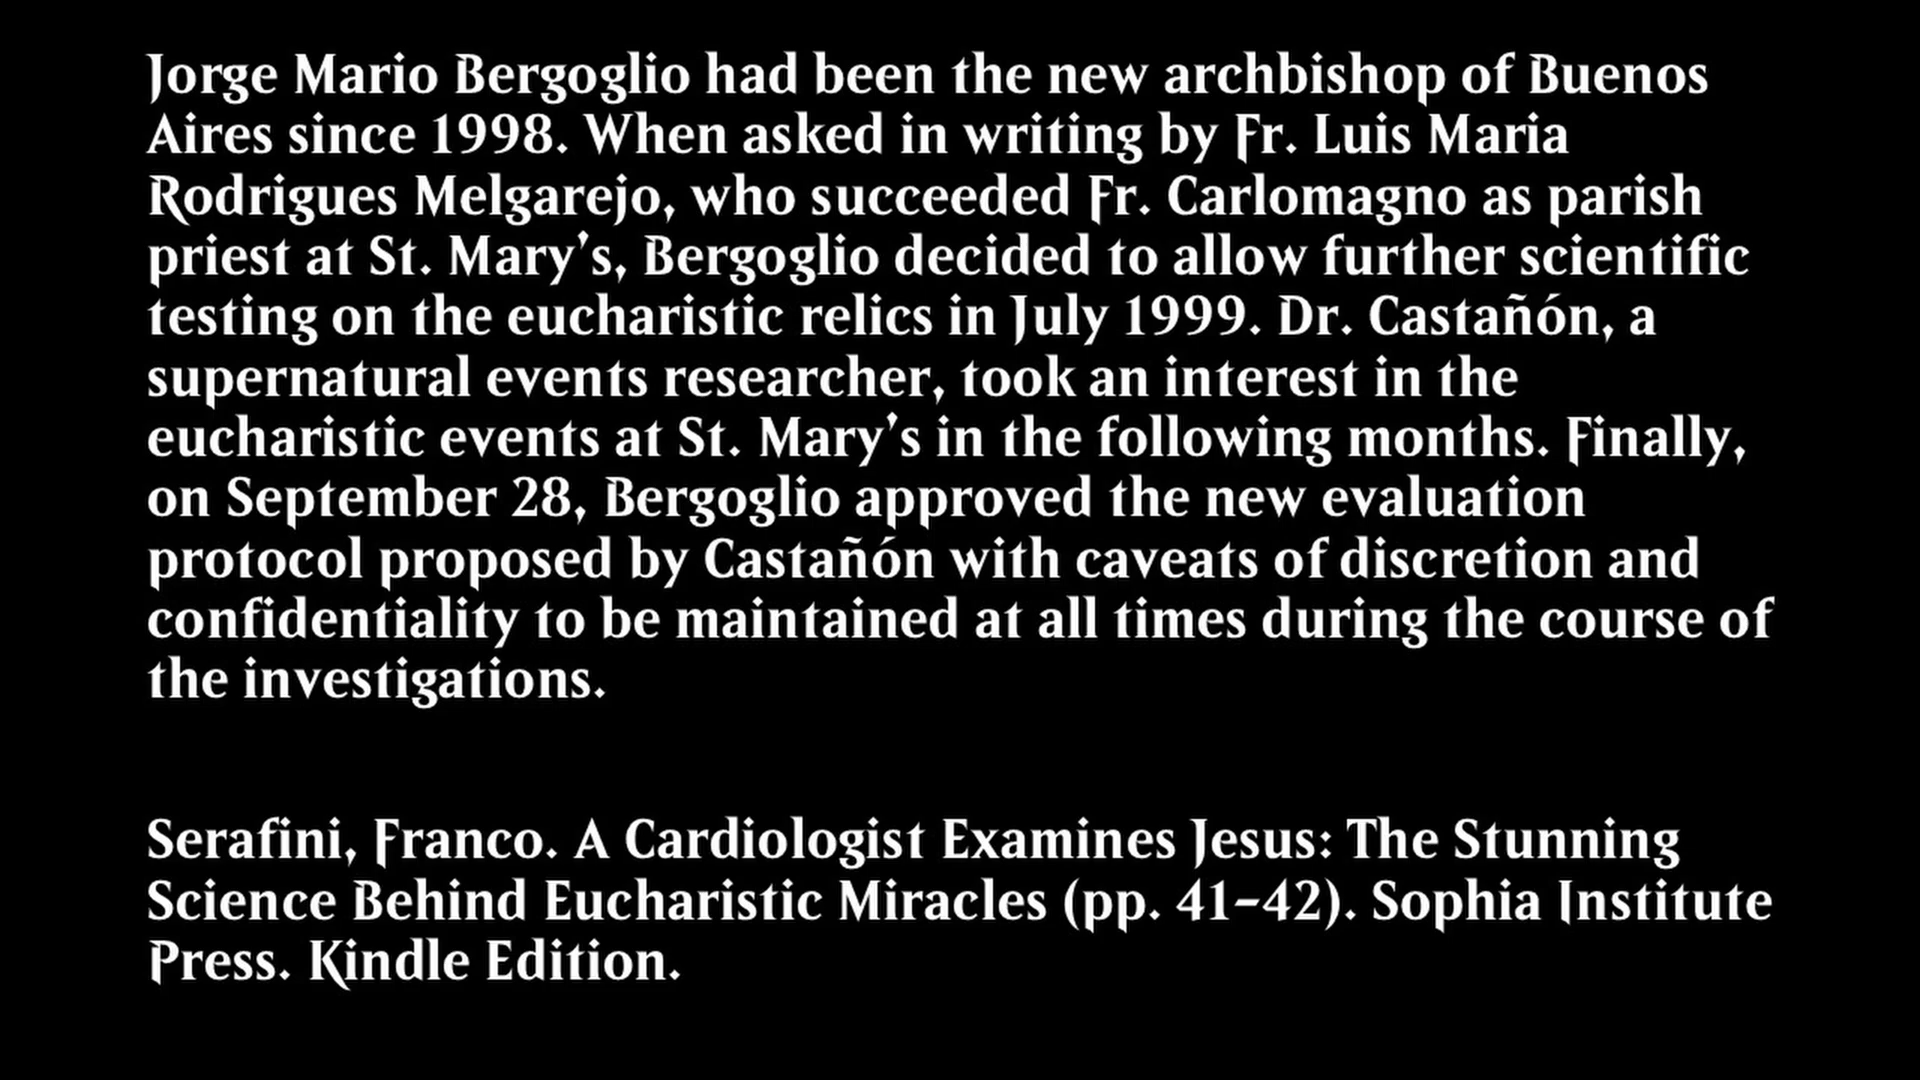 Jorge Mario Bergoglio had been the new archbishop of Buenos
Aires since 1998. When asked in writing by Fr. Luis Maria
Rodrigues Melgarejo, who succeeded Fr. Carlomagno as parish
priest at St. Mary's, Bergoglio decided to allow further scientific
testing on the eucharistic relics in July 1999. Dr. Castañón, a
supernatural events researcher, took an interest in the
eucharistic events at St. Mary's in the following months. Finally,
on September 28, Bergoglio approved the new evaluation
protocol proposed by Castañón with caveats of discretion and
confidentiality to be maintained at all times during the course of
the investigations.
Serafini, Franco. A Cardiologist Examines Jesus: The Stunning
Science Behind Eucharistic Miracles (pp. 41-42). Sophia Institute
Press. Kindle Edition.